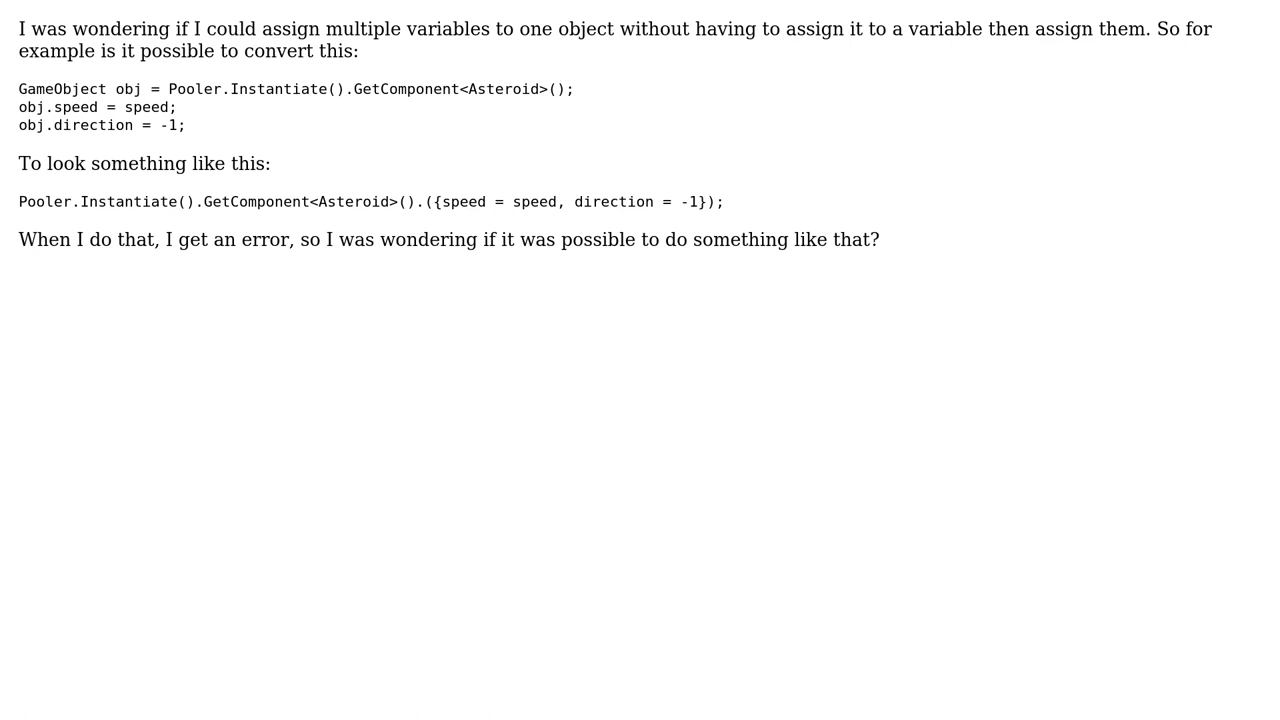 I was wondering if I could assign multiple variables to one object without having to assign it to a variable then assign them. So for
example is it possible to convert this:
GameObject obj = Pooler.Instantiate().GetComponent<Asteroid>();
obj.speed = speed;
obj.direction = -1;
To look something like this:
Pooler.Instantiate().GetComponent<Asteroid>().({speed = speed, direction = -1});
When I do that, I get an error, so I was wondering if it was possible to do something like that?